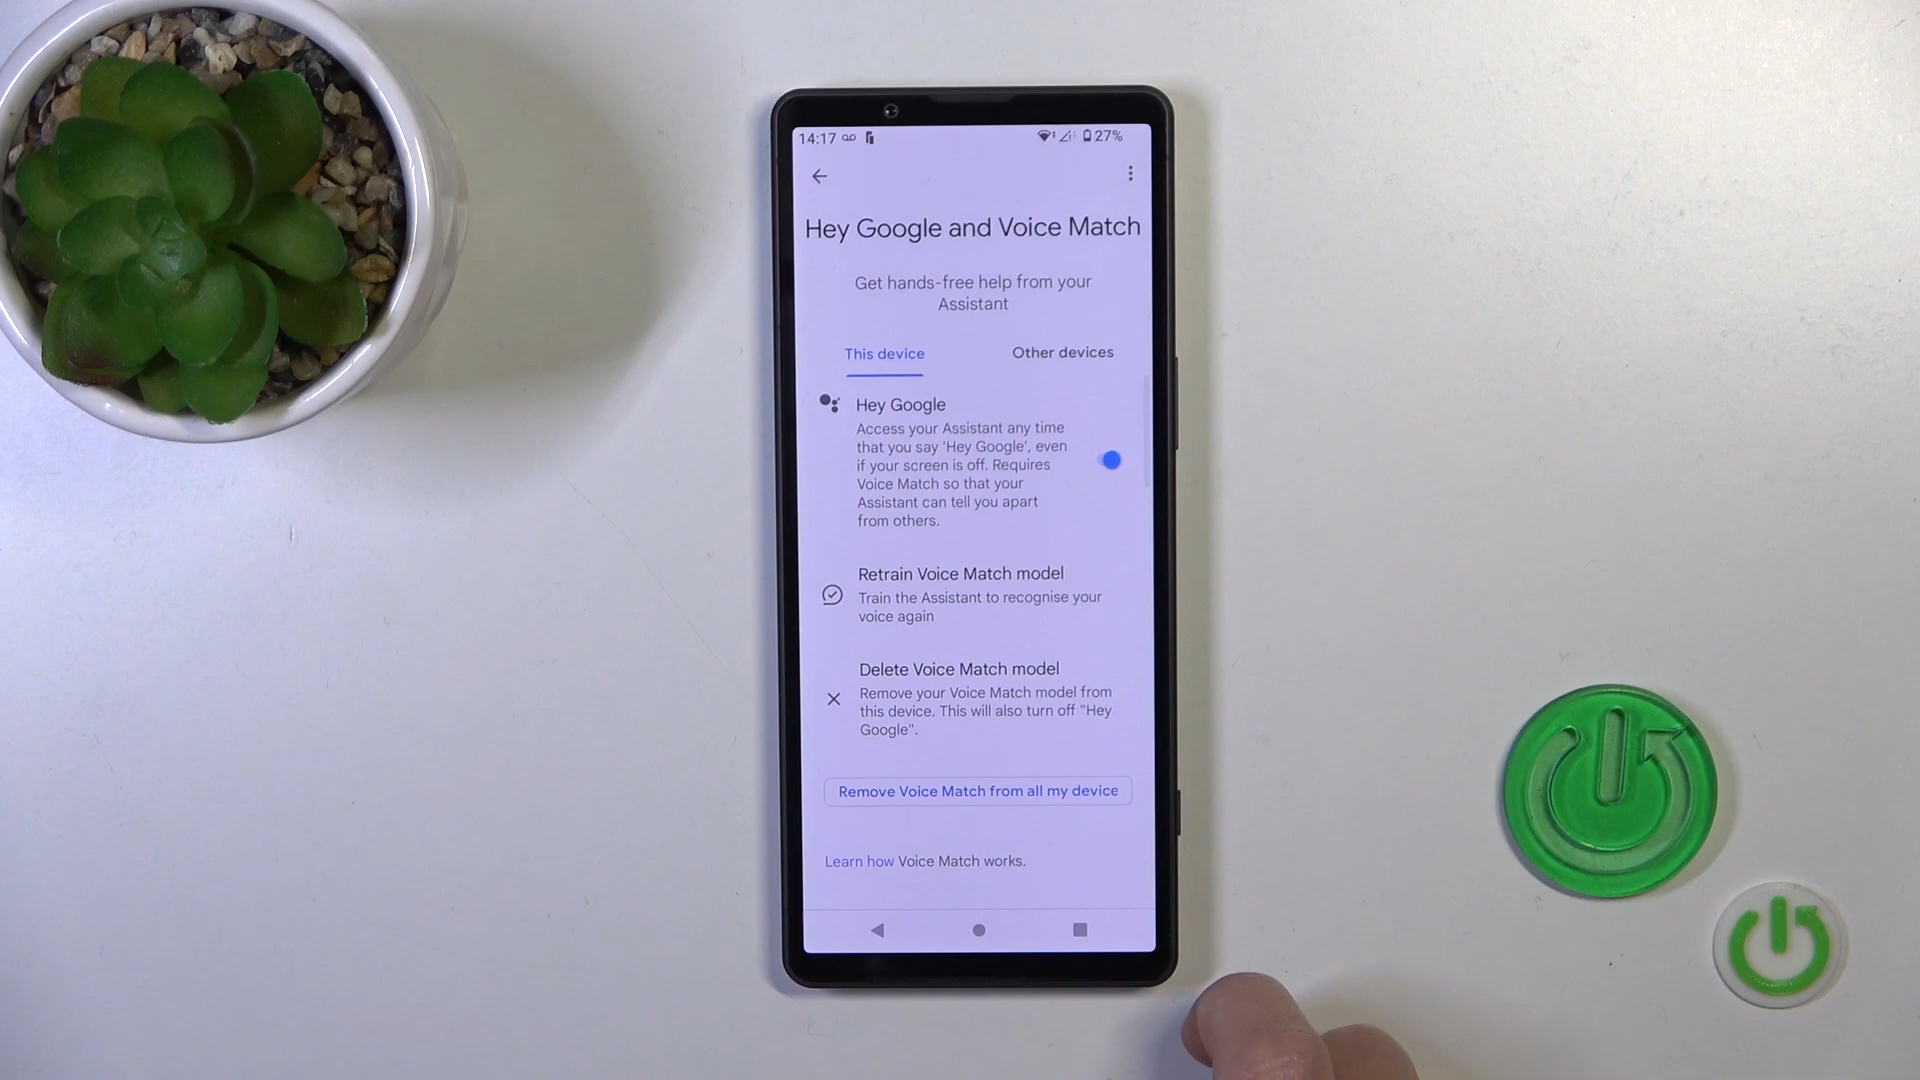 14:17
27%
Hey Google and Voice Match
Get hands-free help from your
Assistant
This device
Other devices
Hey Google
Access your Assistant any time
that you say 'Hey Google', even
if your screen is off. Requires
Voice Match so that your
Assistant can tell you apart
from others.
Retrain Voice Match model
Train the Assistant to recognise your
voice again
Delete Voice Match model
Remove your Voice Match model from
this device. This will also turn off "Hey
Google".
Remove Voice Match from all my device
Learn how Voice Match works.